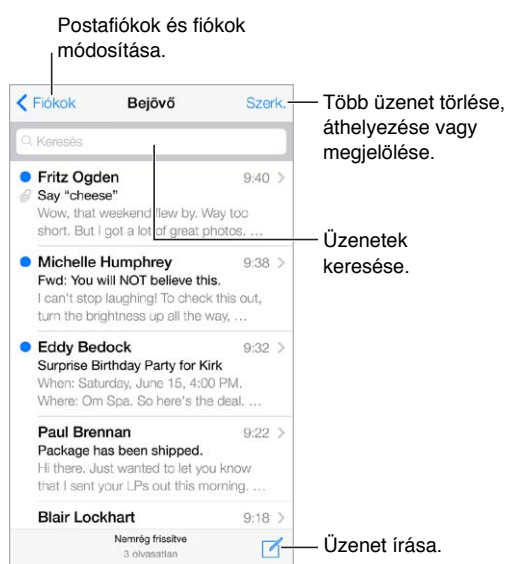 Postafiókok és fiókok
módosítása.
Fiókok
Bejövő
Szerk.
Több üzenet törlése,
áthelyezése vagy
megjelölése.
Keresés
Fritz Ogden 9:40
Say "cheese"
Wow, that weekend flew by. Way too
short. But I got a lot of great photos. ...
Üzenetek
keresése.
Michelle Humphrey 9:38
Fwd: You will NOT believe this.
I can't stop laughing! To check this out,
turn the brightness up all the way, ...
Eddy Bedock 9:32
Surprise Birthday Party for Kirk
When: Saturday, June 15, 4:00 PM.
Where: Om Spa. So here's the deal. ...
Paul Brennan 9:22
Package has been shipped.
Hi there. Just wanted to let you know
that I sent your LPs out this morning. ...
Blair Lockhart 9:18
Nemrég frissítve
3 olvasatlan
Üzenet írása.